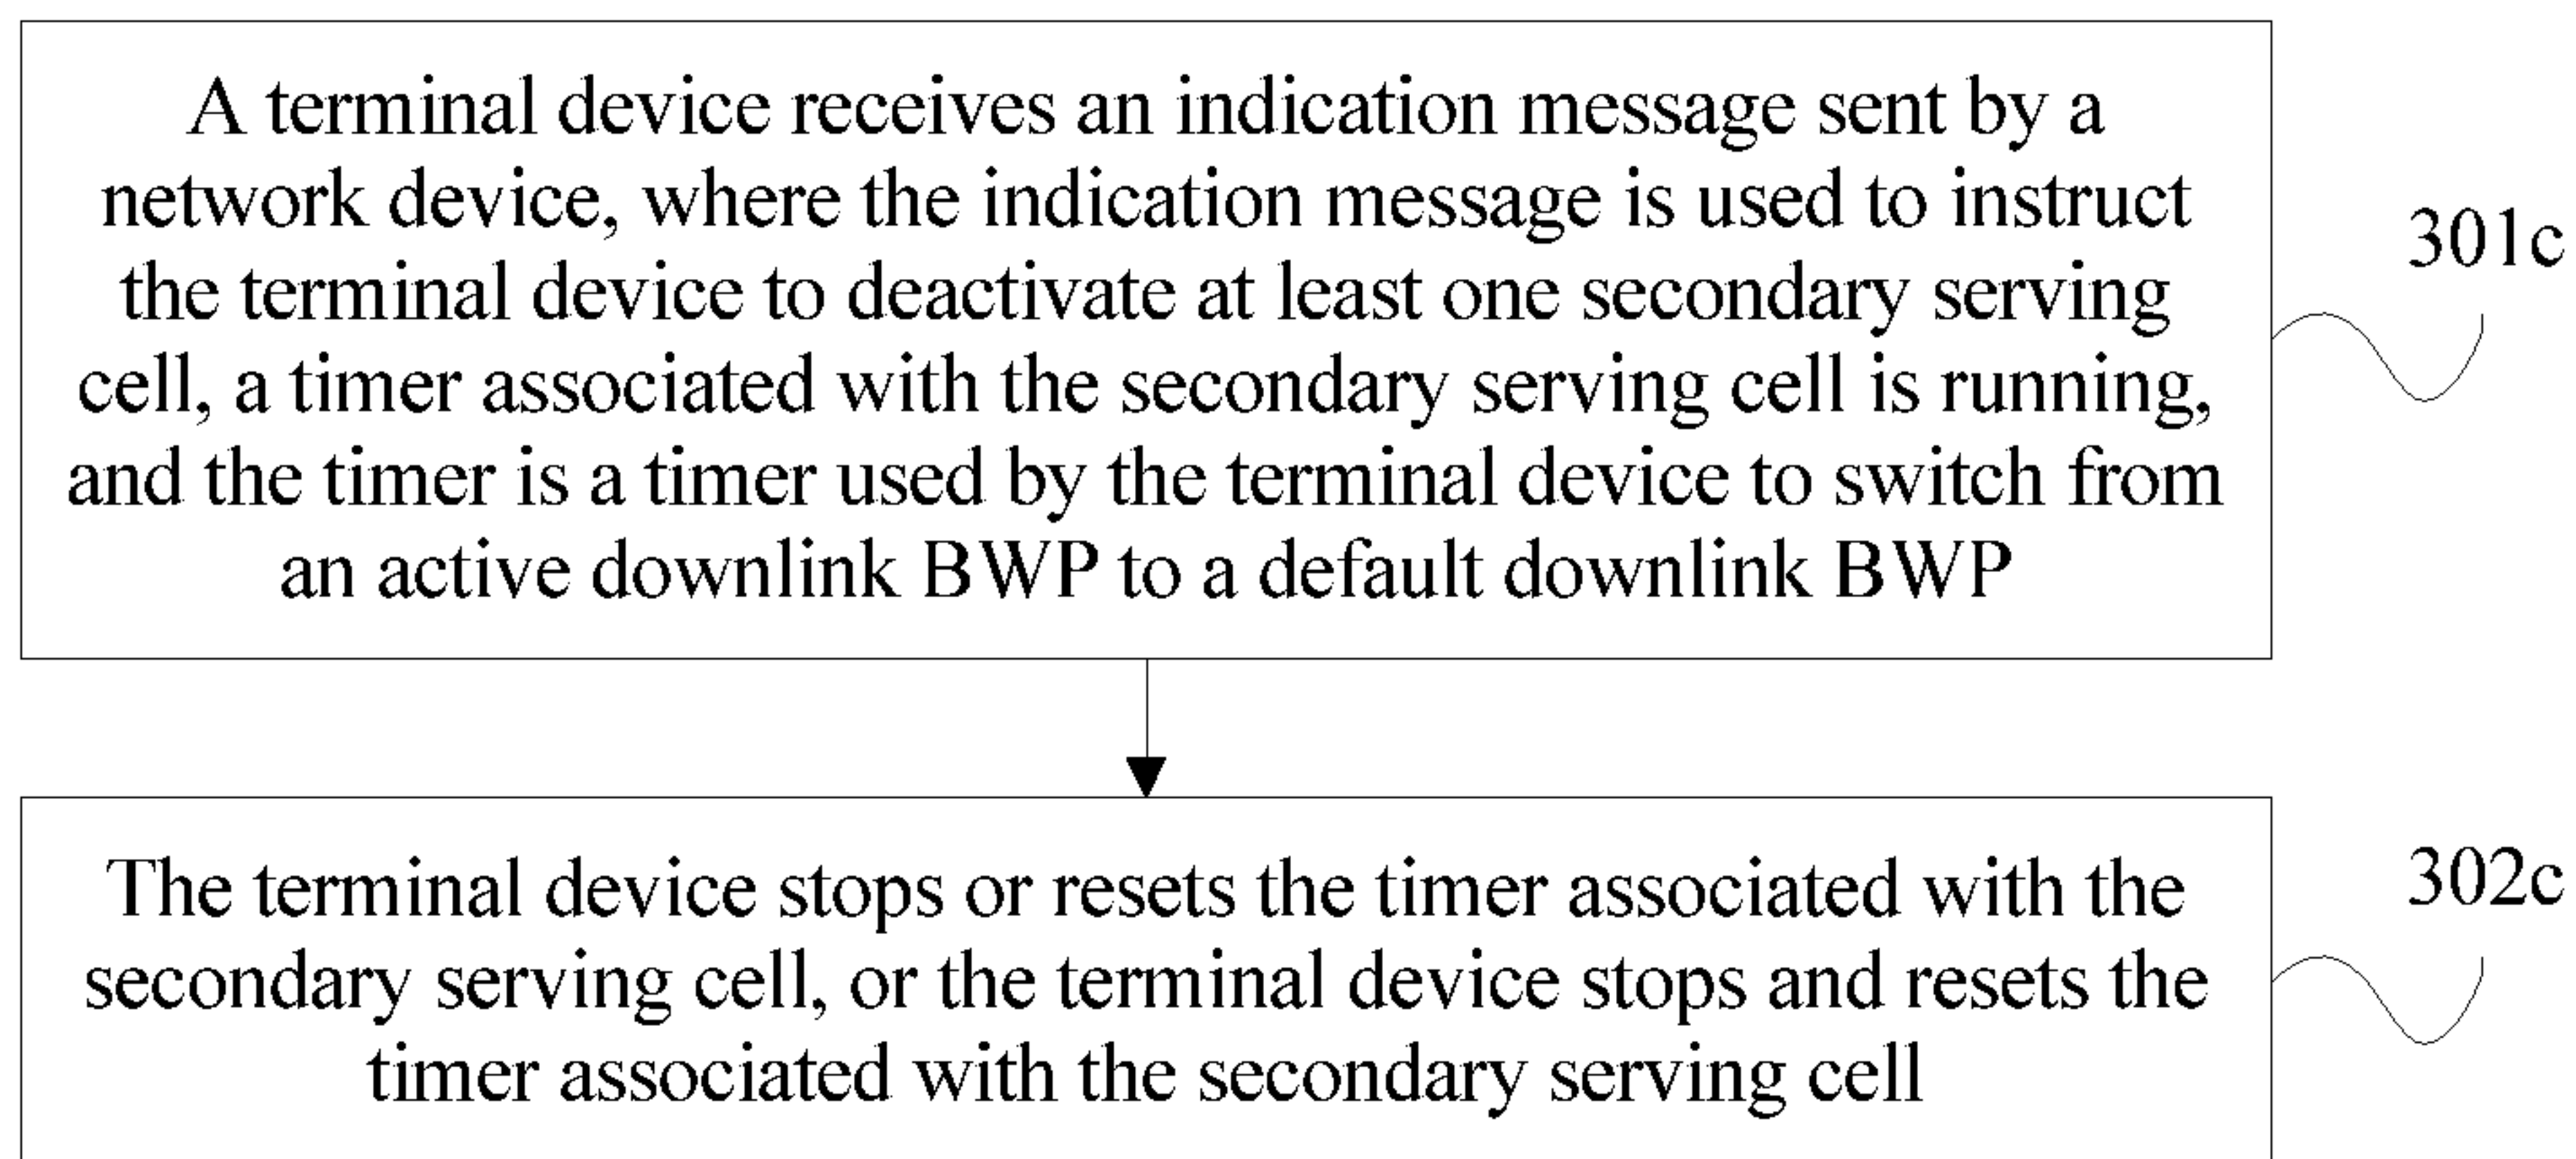 A terminal device receives an indication message sent by a
network device, where the indication message is used to instruct
the terminal device to deactivate at least one secondary serving
cell, a timer associated with the secondary serving cell is running,
and the timer is a timer used by the terminal device to switch from
an active downlink BWP to a default downlink BWP
301c
The terminal device stops or resets the timer associated with the
secondary serving cell, or the terminal device stops and resets the
timer associated with the secondary serving cell
302c